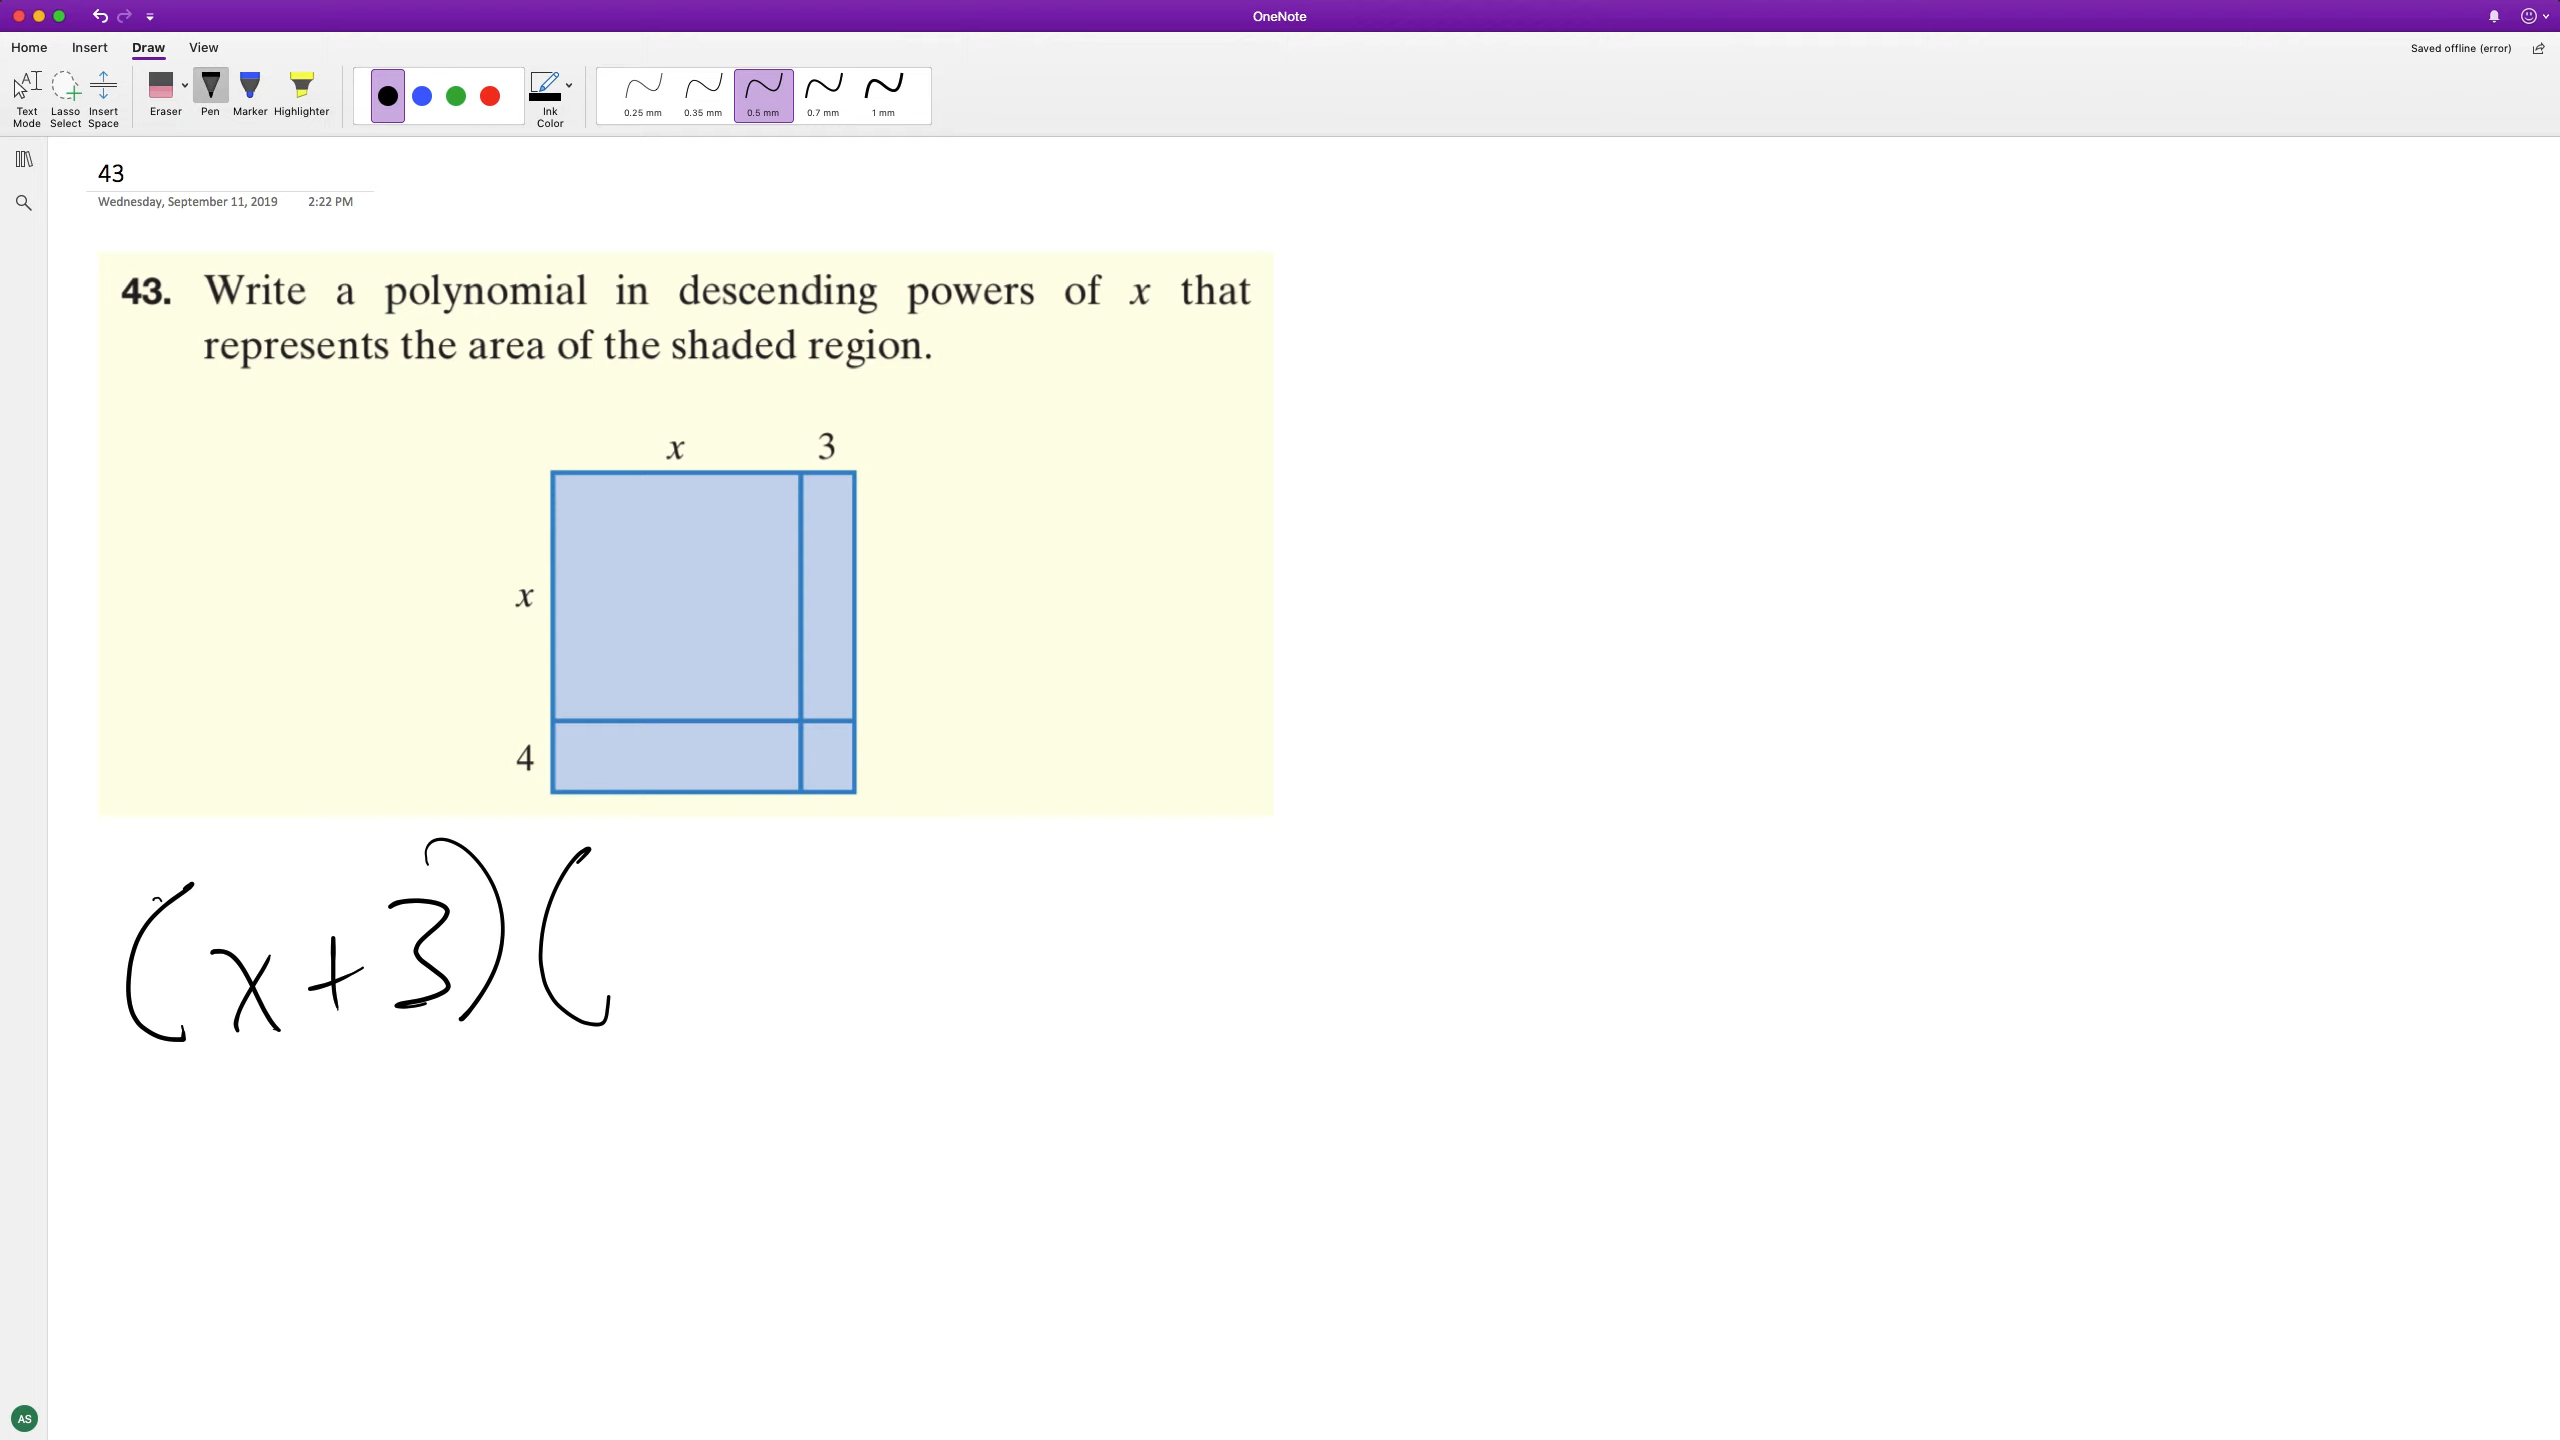 OneNote
Home Insert Draw View
Saved offline (error)
Text Mode Lasso Select Insert Space Eraser Pen Marker Highlighter Ink Color 0.25 mm 0.35 mm 0.5 mm 0.7 mm 1 mm
43
Wednesday, September 11, 2019 2:22 PM
43. Write a polynomial in descending powers of x that
represents the area of the shaded region.
x 3
x
4
(x+3)(
AS